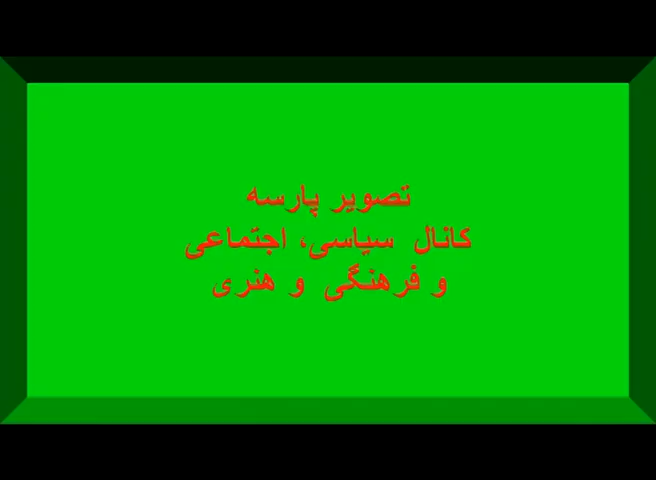 تصویر پارسه
کانال سیاسی، اجتماعی
و فرهنگی و هنری